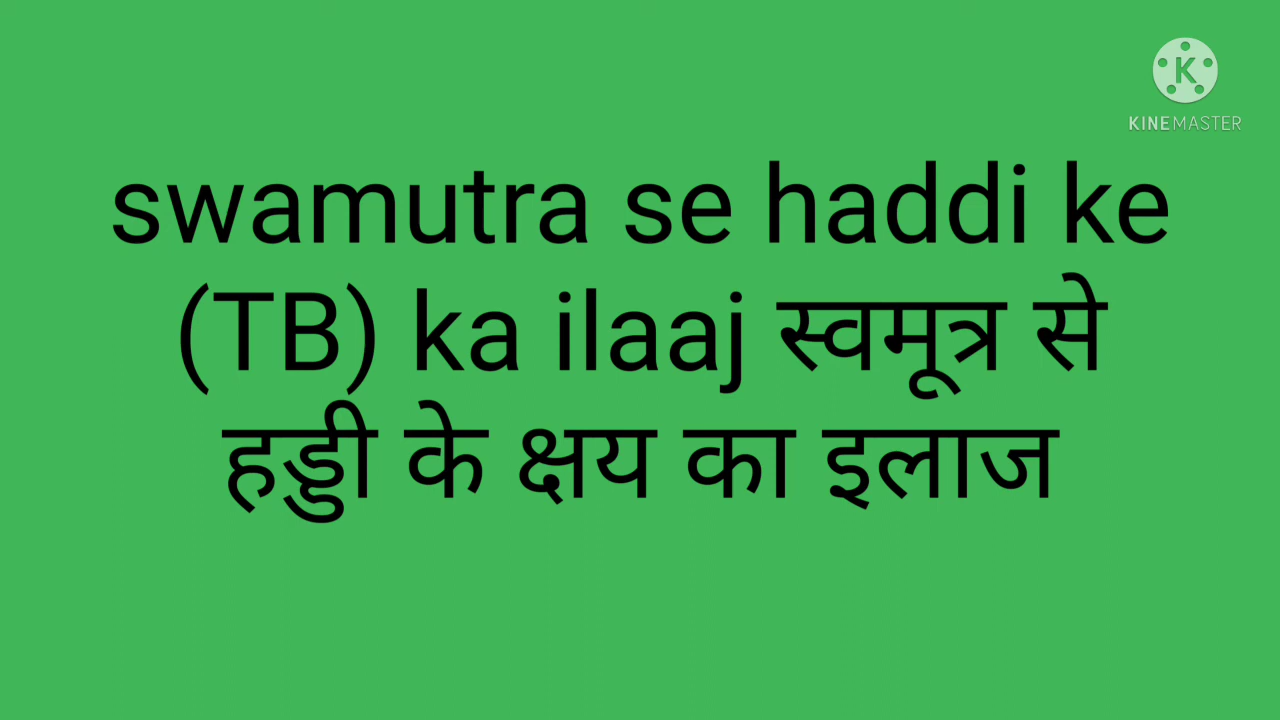 KINEMASTER
swamutra se haddi ke
(TB) ka ilaaj स्वमूत्र से
हड्डी के क्षय का इलाज